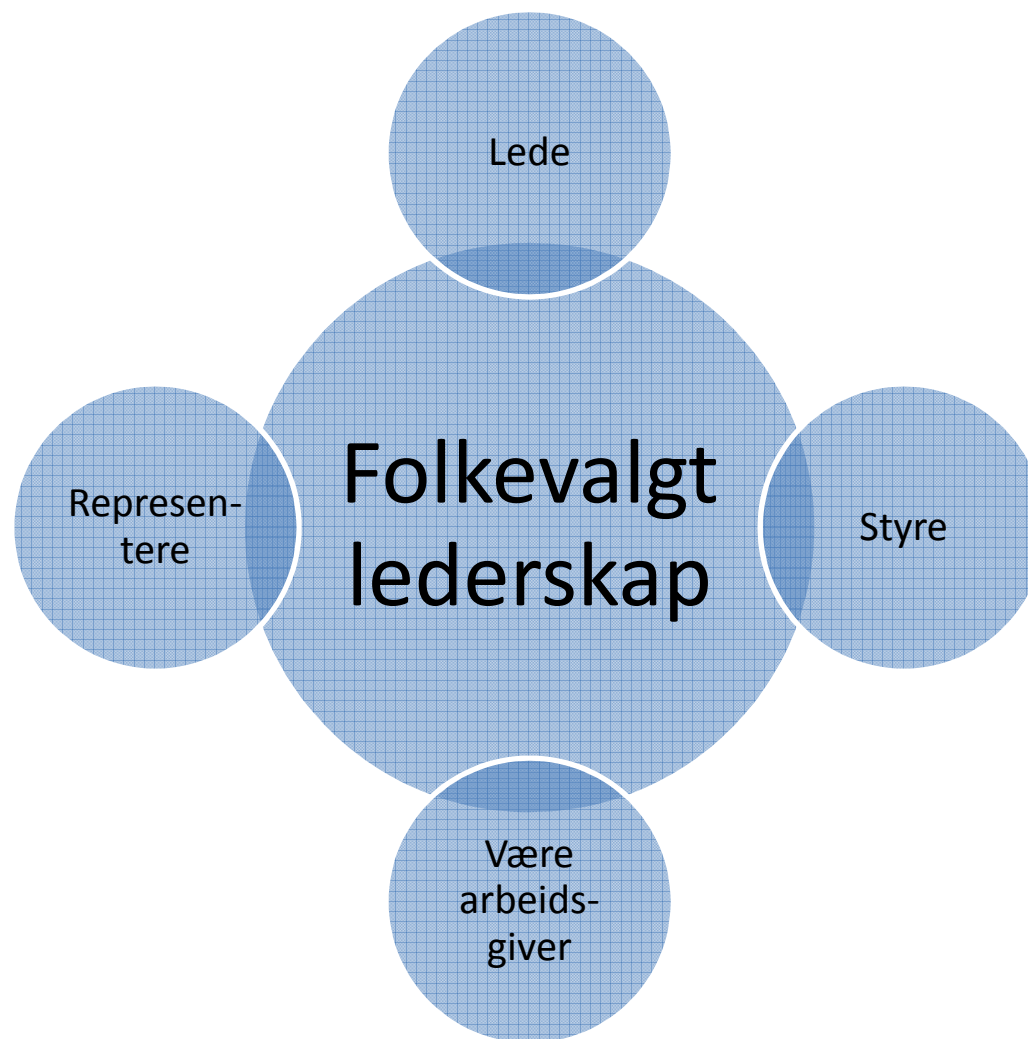 Lede
Folkevalgt
lederskap
Represen-
tere
Styre
Være
arbeids-
giver